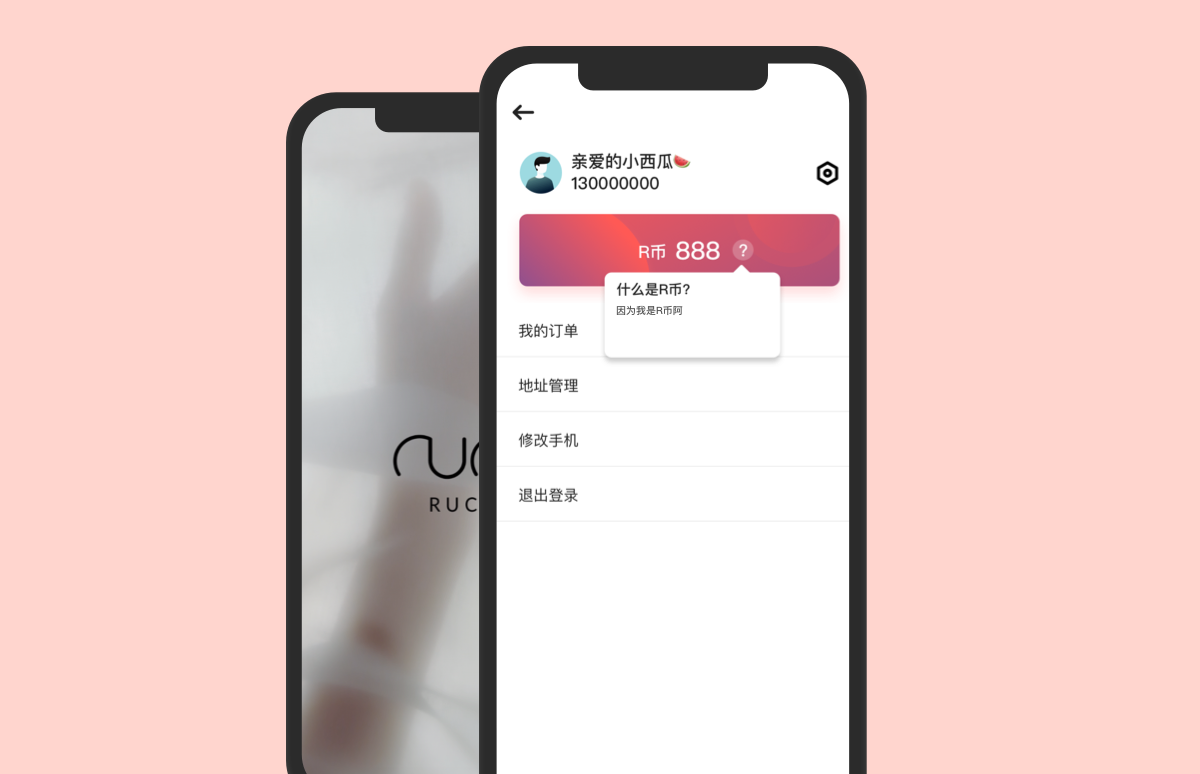 亲爱的小西瓜🍉
130000000
R币 888 ?
什么是R币?
因为我是R币阿
我的订单
地址管理
修改手机
退出登录
RUC